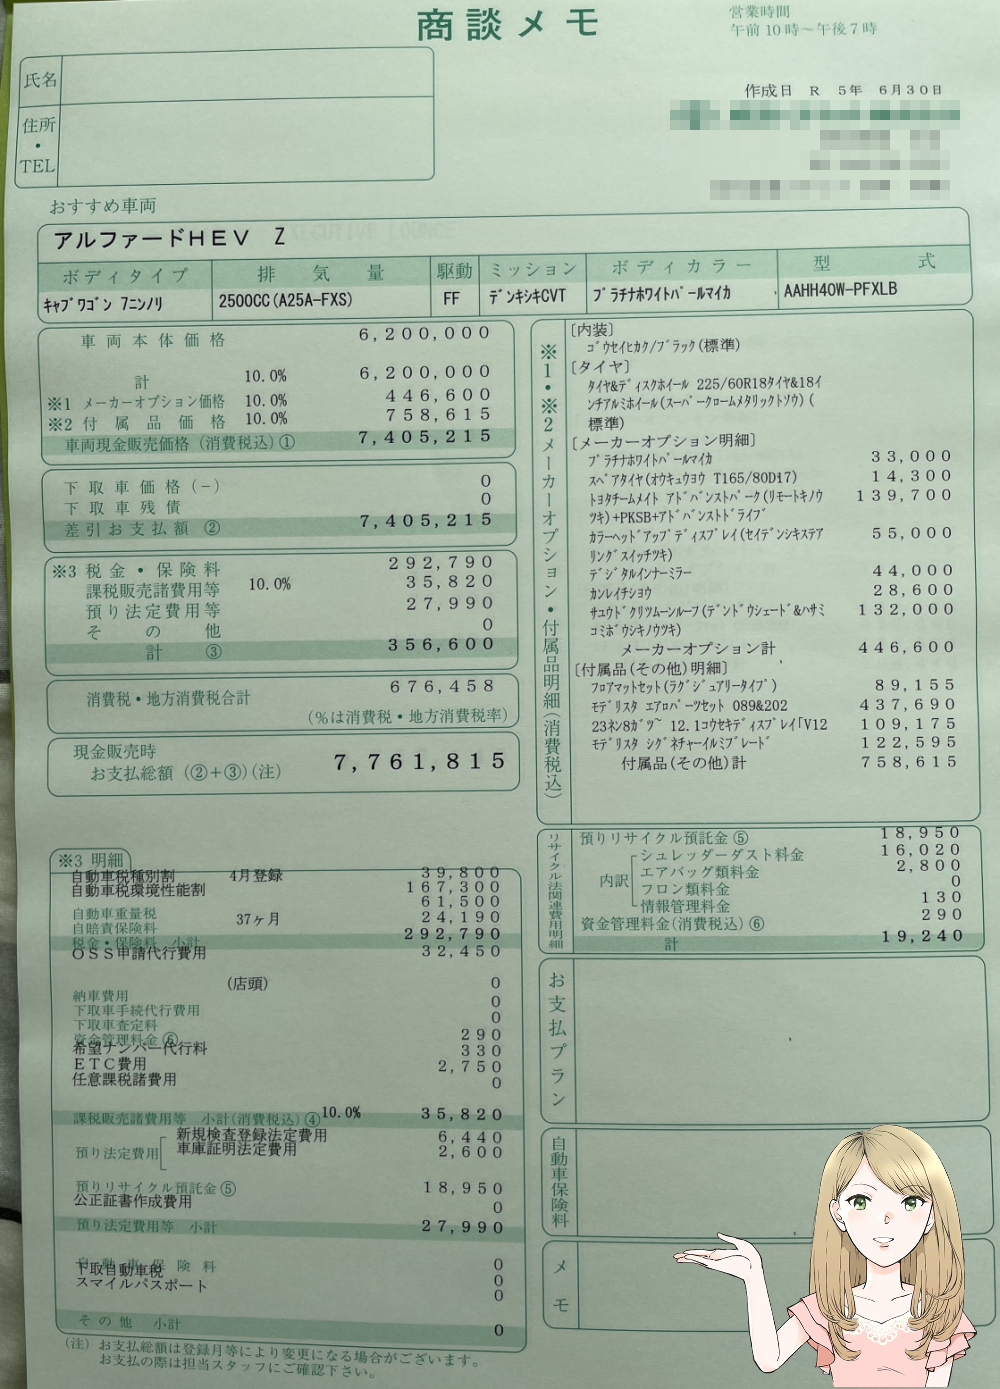 商談メモ
営業時間
午前10時～午後7時
氏名
住所
・
TEL
作成日 R 5年 6月30日
おすすめ車両
アルファードHEV Z
ボディタイプ 排気量 駆動 ミッション ボディカラー 型式
ｷｬﾌﾞﾜｺﾞﾝ 7ﾆﾝﾉﾘ 2500CC(A25A-FXS) FF ﾃﾞﾝｷｼｷCVT ﾌﾟﾗﾁﾅﾎﾜｲﾄﾊﾟｰﾙﾏｲｶ AAHH40W-PFXLB
車両本体価格 6,200,000
計 10.0% 6,200,000
※1 メーカーオプション価格 10.0% 446,600
※2 付属品価格 10.0% 758,615
車両現金販売価格(消費税込)① 7,405,215
下取車価格(－) 0
下取車残債 0
差引お支払額 ② 7,405,215
※3 税金・保険料 292,790
課税販売諸費用等 10.0% 35,820
預り法定費用等 27,990
その他 0
計 ③ 356,600
消費税・地方消費税合計 676,458
(%は消費税・地方消費税率)
現金販売時
お支払総額(②＋③)(注) 7,761,815
※3 明細
自動車税種別割 4月登録 39,800
自動車税環境性能割 167,300
自動車重量税 61,500
自賠責保険料 37ヶ月 24,190
税金・保険料 小計 292,790
OSS申請代行費用 32,450
(店頭) 0
納車費用 0
下取車手続代行費用 0
下取車査定料
資金管理料金⑥ 290
希望ナンバー代行料 330
ETC費用 2,750
任意課税諸費用 0
課税販売諸費用等 小計(消費税込)④ 10.0% 35,820
預り法定費用
新規検査登録法定費用 6,440
車庫証明法定費用 2,600
預りリサイクル預託金⑤ 18,950
公正証書作成費用 0
預り法定費用等 小計 27,990
自動車保険料 0
下取自動車税 0
スマイルパスポート 0
その他 小計 0
(注) お支払総額は登録月等により変更になる場合がございます。
お支払の際は担当スタッフにご確認下さい。
※1・※2メーカーオプション・付属品明細(消費税込)
[内装]
ｺﾞｳｾｲﾋｶｸ/ﾌﾞﾗｯｸ(標準)
[タイヤ]
ﾀｲﾔ&ﾃﾞｨｽｸﾎｲｰﾙ 225/60R18ﾀｲﾔ&18ｲ
ﾝﾁｱﾙﾐﾎｲｰﾙ(ｽｰﾊﾟｰｸﾛｰﾑﾒﾀﾘｯｸﾄｿｳ)(
標準)
[メーカーオプション明細]
ﾌﾟﾗﾁﾅﾎﾜｲﾄﾊﾟｰﾙﾏｲｶ 33,000
ｽﾍﾟｱﾀｲﾔ(ｵｳｷｭｳﾖｳ T165/80D17) 14,300
ﾄﾖﾀﾁｰﾑﾒｲﾄ ｱﾄﾞﾊﾞﾝｽﾄﾊﾟｰｸ(ﾘﾓｰﾄｷﾉｳ 139,700
ﾂｷ)+PKSB+ｱﾄﾞﾊﾞﾝｽﾄﾄﾞﾗｲﾌﾞ
ｶﾗｰﾍｯﾄﾞｱｯﾌﾟﾃﾞｨｽﾌﾟﾚｲ(ｾｲﾃﾞﾝｼｷｽﾃｱ 55,000
ﾘﾝｸﾞｽｲｯﾁﾂｷ)
ﾃﾞｼﾞﾀﾙｲﾝﾅｰﾐﾗｰ 44,000
ｶﾝﾚｲﾁｼﾖｳ 28,600
ｻﾕｳﾄﾞｸﾘﾂﾑｰﾝﾙｰﾌ(ﾃﾞﾝﾄﾞｳｼｪｰﾄﾞ&ﾊｻﾐ 132,000
ｺﾐﾎﾞｳｼｷﾉｳﾂｷ)
メーカーオプション計 446,600
[付属品(その他)明細]
ﾌﾛｱﾏｯﾄｾｯﾄ(ﾗｸﾞｼﾞｭｱﾘｰﾀｲﾌﾟ) 89,155
ﾓﾃﾞﾘｽﾀ ｴｱﾛﾊﾟｰﾂｾｯﾄ 089&202 437,690
23ﾈﾝ8ｶﾞﾂ~ 12.1ｺｳｾｷﾃﾞｨｽﾌﾟﾚｲ｢V12 109,175
ﾓﾃﾞﾘｽﾀ ｼｸﾞﾈﾁｬｰｲﾙﾐﾌﾞﾚｰﾄﾞ 122,595
付属品(その他)計 758,615
リサイクル法関連費用明細
預りリサイクル預託金⑤ 18,950
内訳
シュレッダーダスト料金 16,020
エアバッグ類料金 2,800
フロン類料金 0
情報管理料金 130
資金管理料金(消費税込)⑥ 290
計 19,240
お支払プラン
自動車保険料
メモ